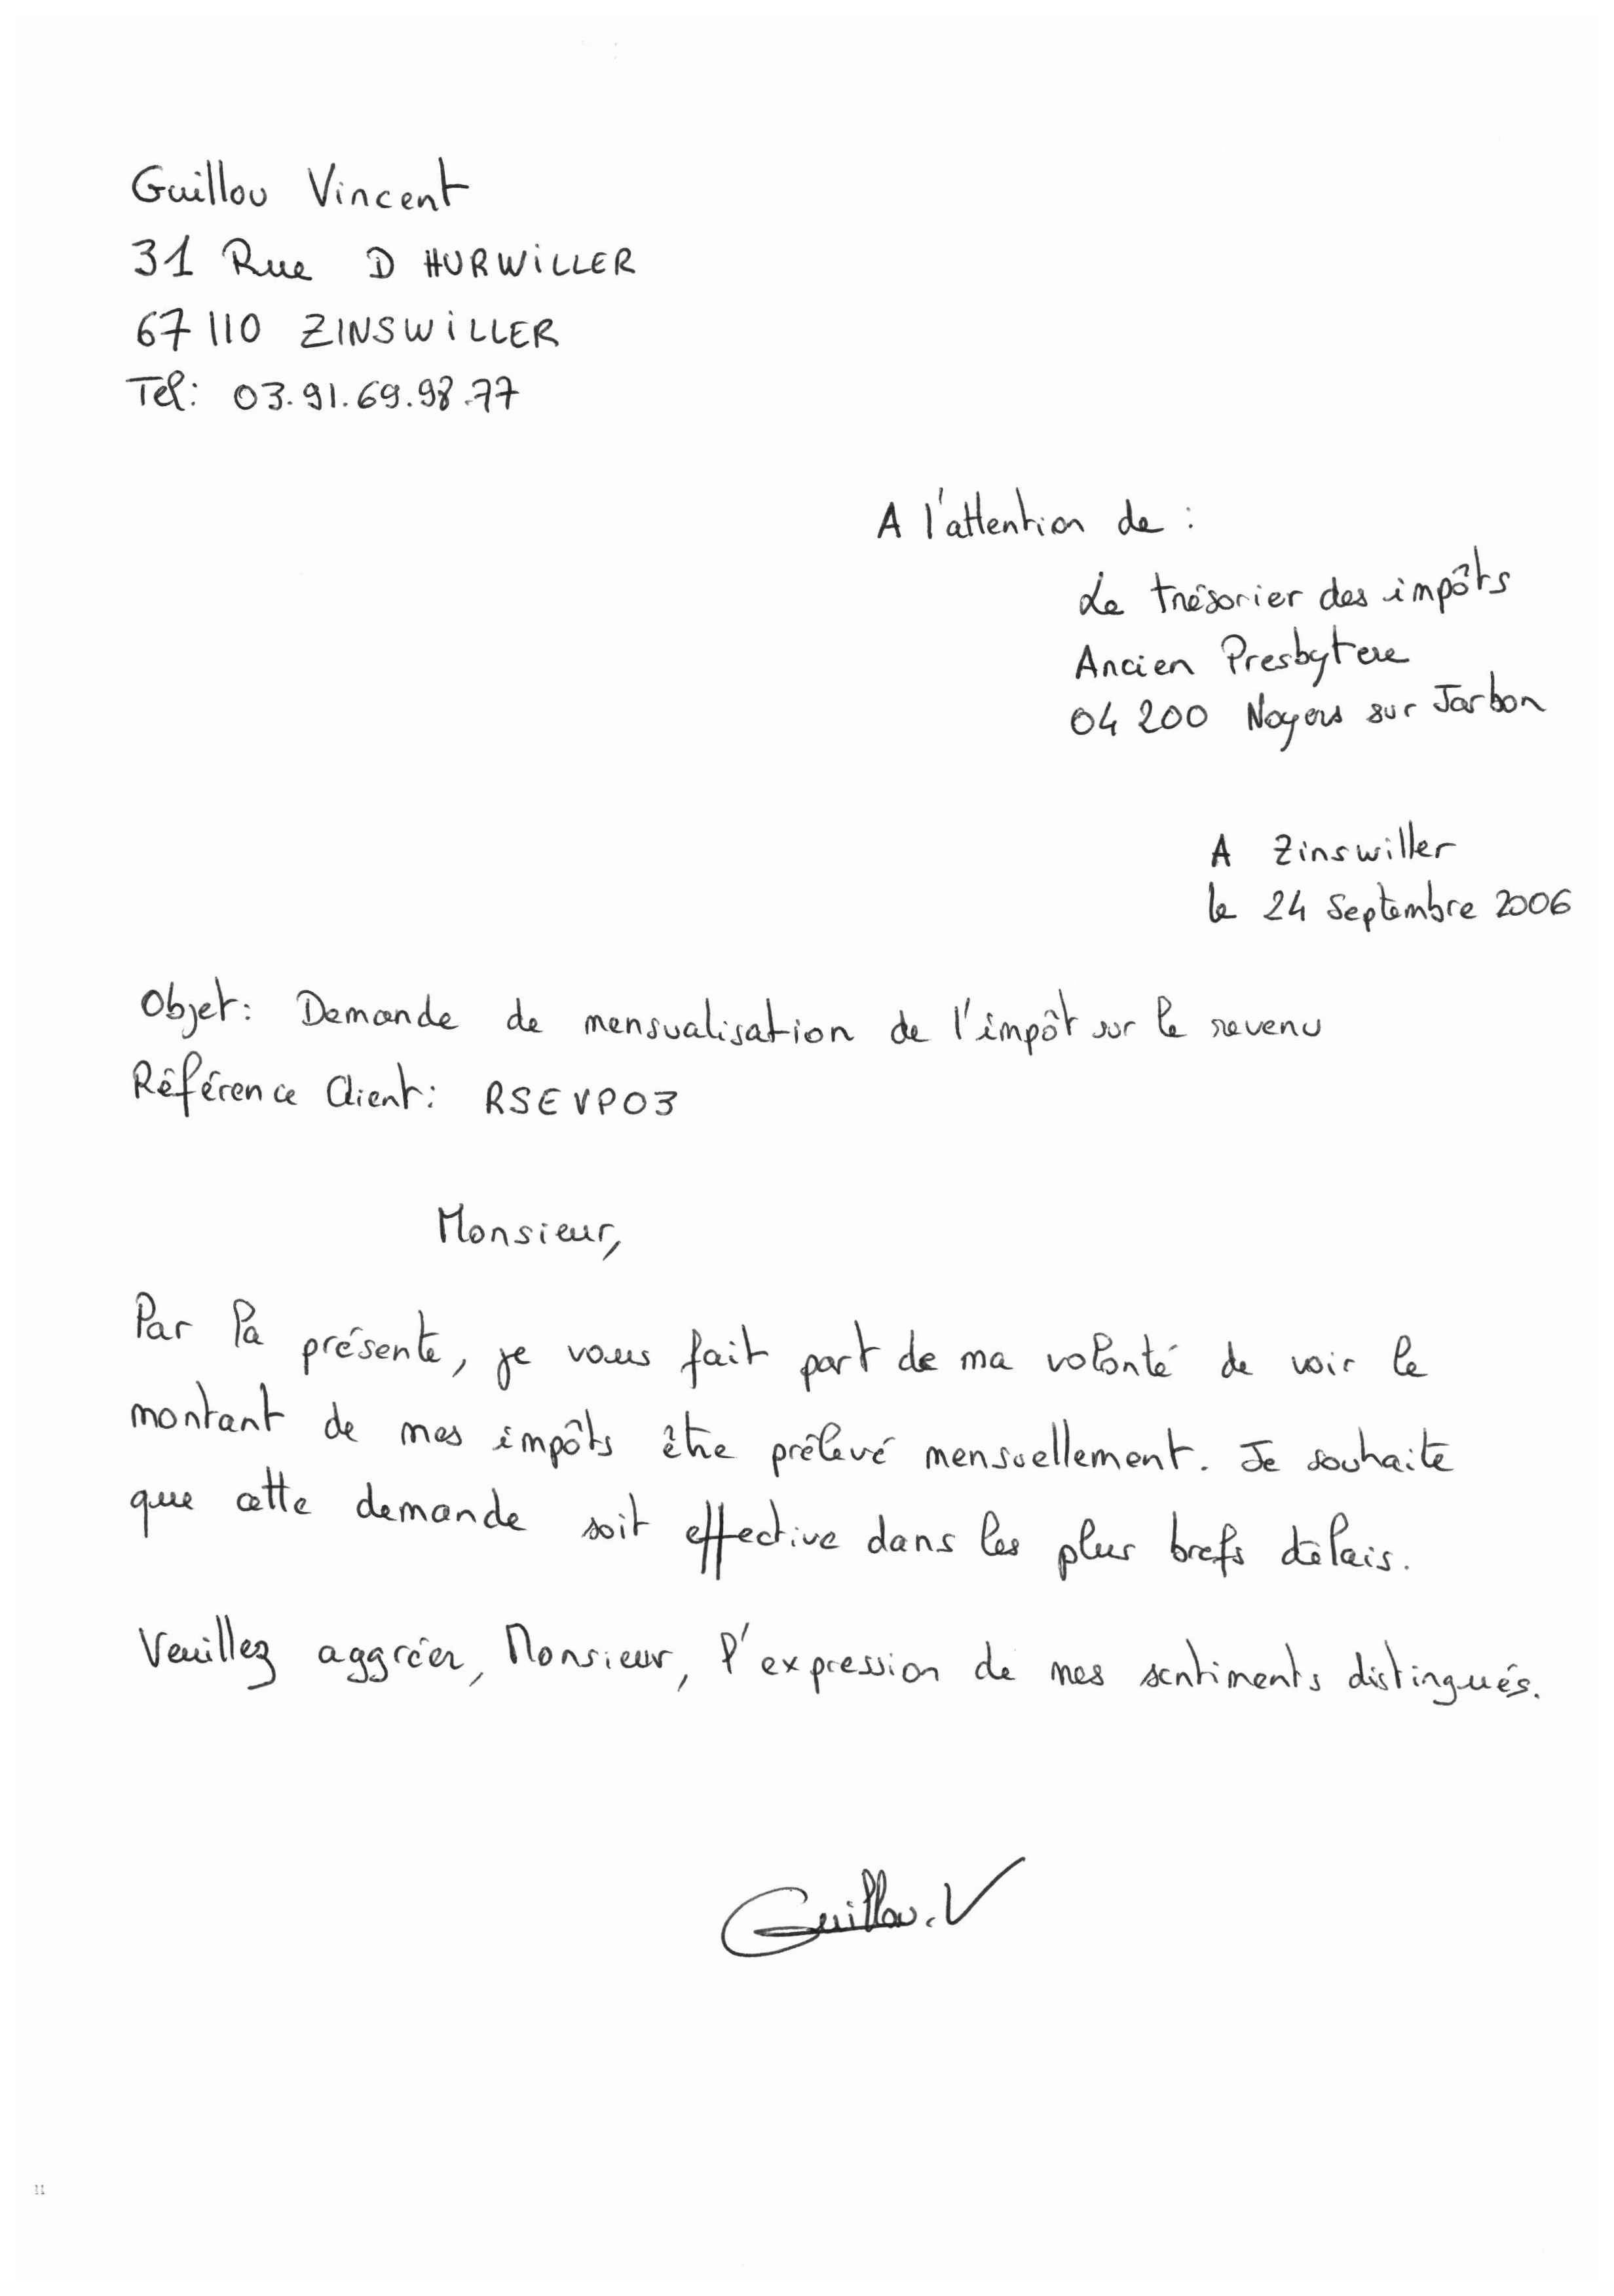 Guillou Vincent
31 Rue D HURWILLER
67110 ZINSWILLER
Tel: 03.91.69.98.77
A l'attention de :
Le trésorier des impôts
Ancien Presbytere
04 200 Noyers sur Jarbon
A Zinswiller
le 24 Septembre 2006
Objet: Demande de mensualisation de l'impôt sur le revenu
Référence Client: RSEVP03
Monsieur,
Par la présente, je vous fait part de ma volonté de voir le
montant de mes impôts être prélevé mensuellement. Je souhaite
que cette demande soit effective dans les plus brefs délais.
Veuillez aggréer, Monsieur, l'expression de mes sentiments distingués.
Guillou.V
11